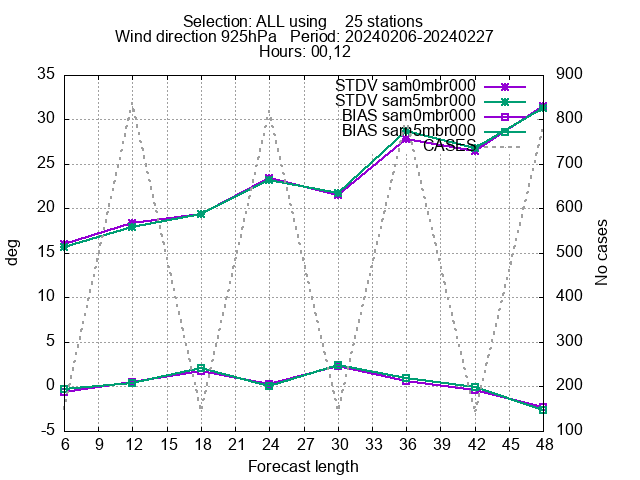 Selection: ALL using    25 stations
Wind direction 925hPa   Period: 20240206-20240227
Hours: 00,12
STDV sam0mbr000
STDV sam5mbr000
BIAS sam0mbr000
BIAS sam5mbr000
CASES
35
30
25
20
15
10
5
0
-5
deg
900
800
700
600
500
400
300
200
100
No cases
6 9 12 15 18 21 24 27 30 33 36 39 42 45 48
Forecast length